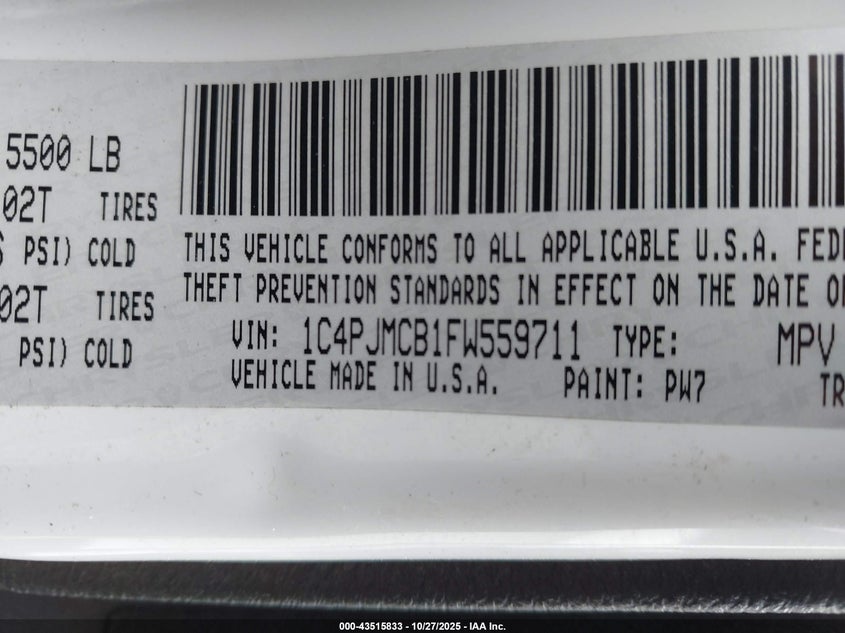 5500 LB
02T TIRES
PSI) COLD
02T TIRES
PSI) COLD
THIS VEHICLE CONFORMS TO ALL APPLICABLE U.S.A. FEDE
THEFT PREVENTION STANDARDS IN EFFECT ON THE DATE OF
VIN: 1C4PJMCB1FW559711 TYPE: MPV
VEHICLE MADE IN U.S.A. PAINT: PW7 TR
000-43515833 - 10/27/2025 - IAA Inc.